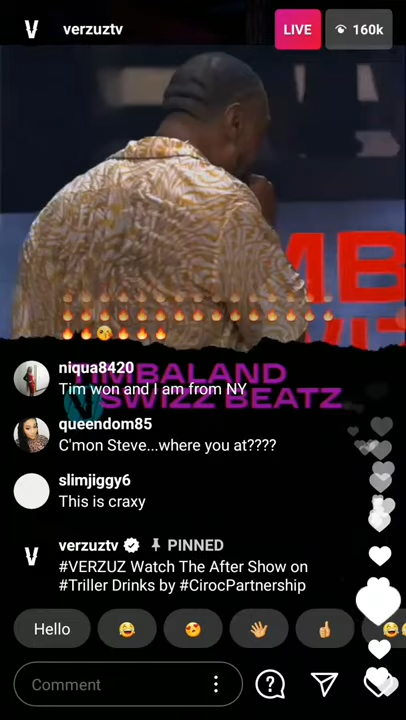 verzuztv
LIVE
160k
MB
TIMBALAND
SWIZZ BEATZ
niqua8420
Tim won and I am from NY
queendom85
C'mon Steve...where you at????
slimjiggy6
This is craxy
verzuztv PINNED
#VERZUZ Watch The After Show on
#Triller Drinks by #CirocPartnership
Hello
Comment